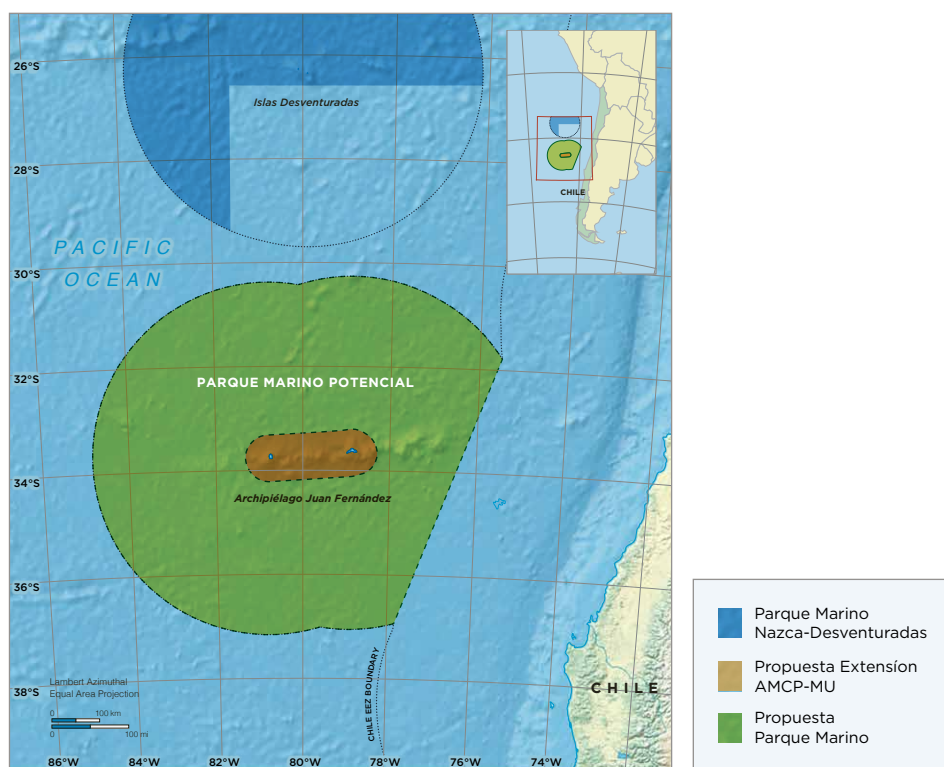 26°S
Islas Desventuradas
28°S
CHILE
PACIFIC
OCEAN
30°S
32°S
PARQUE MARINO POTENCIAL
34°S
Archipiélago Juan Fernández
36°S
38°S
CHILE EEZ BOUNDARY
CHILE
Lambert Azimuthal
Equal Area Projection
0 100 km
0 100 mi
86°W 84°W 82°W 80°W 78°W 76°W 74°W
Parque Marino
Nazca-Desventuradas
Propuesta Extensíon
AMCP-MU
Propuesta
Parque Marino